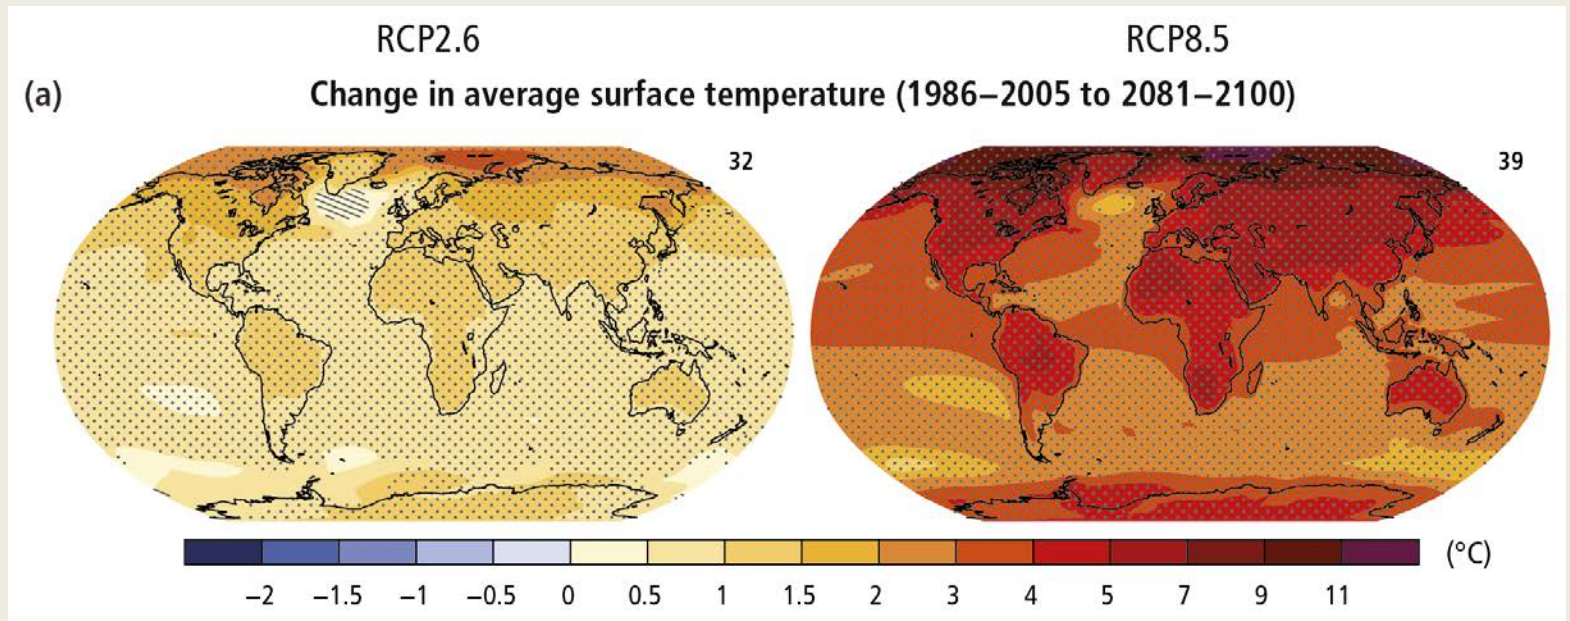 RCP2.6 RCP8.5
(a) Change in average surface temperature (1986–2005 to 2081–2100)
32 39
(°C)
−2 −1.5 −1 −0.5 0 0.5 1 1.5 2 3 4 5 7 9 11